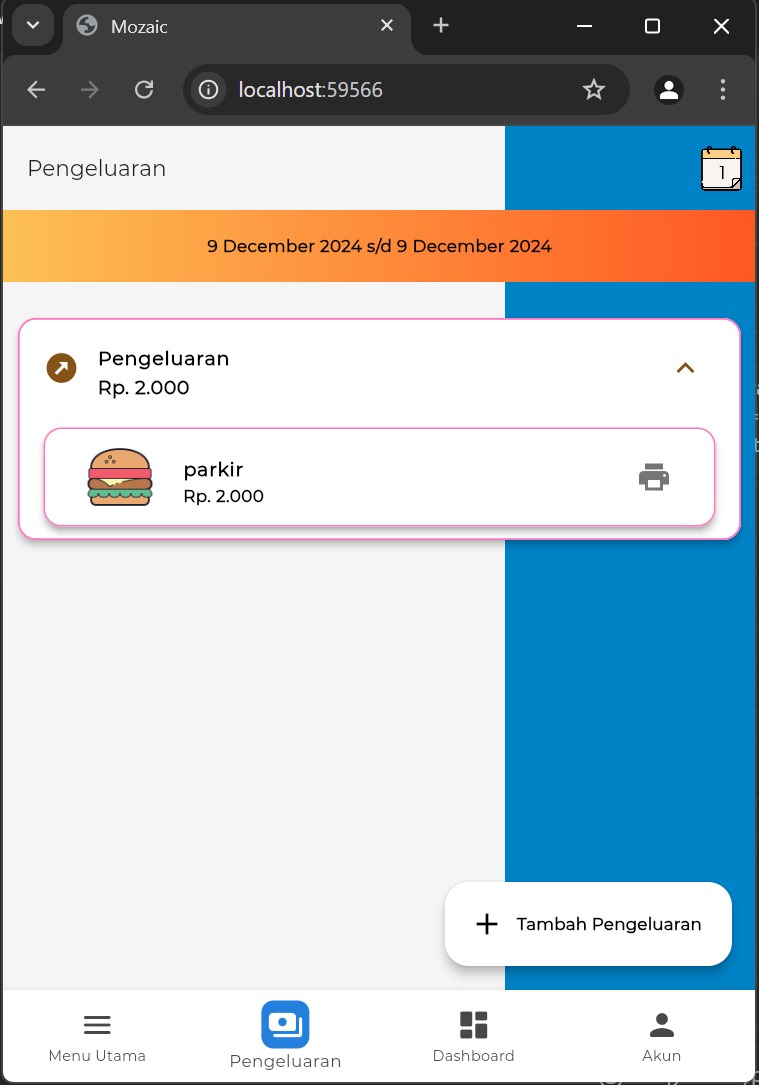 Mozaic
localhost:59566
Pengeluaran
1
9 December 2024 s/d 9 December 2024
Pengeluaran
Rp. 2.000
parkir
Rp. 2.000
Tambah Pengeluaran
Menu Utama
Pengeluaran
Dashboard
Akun